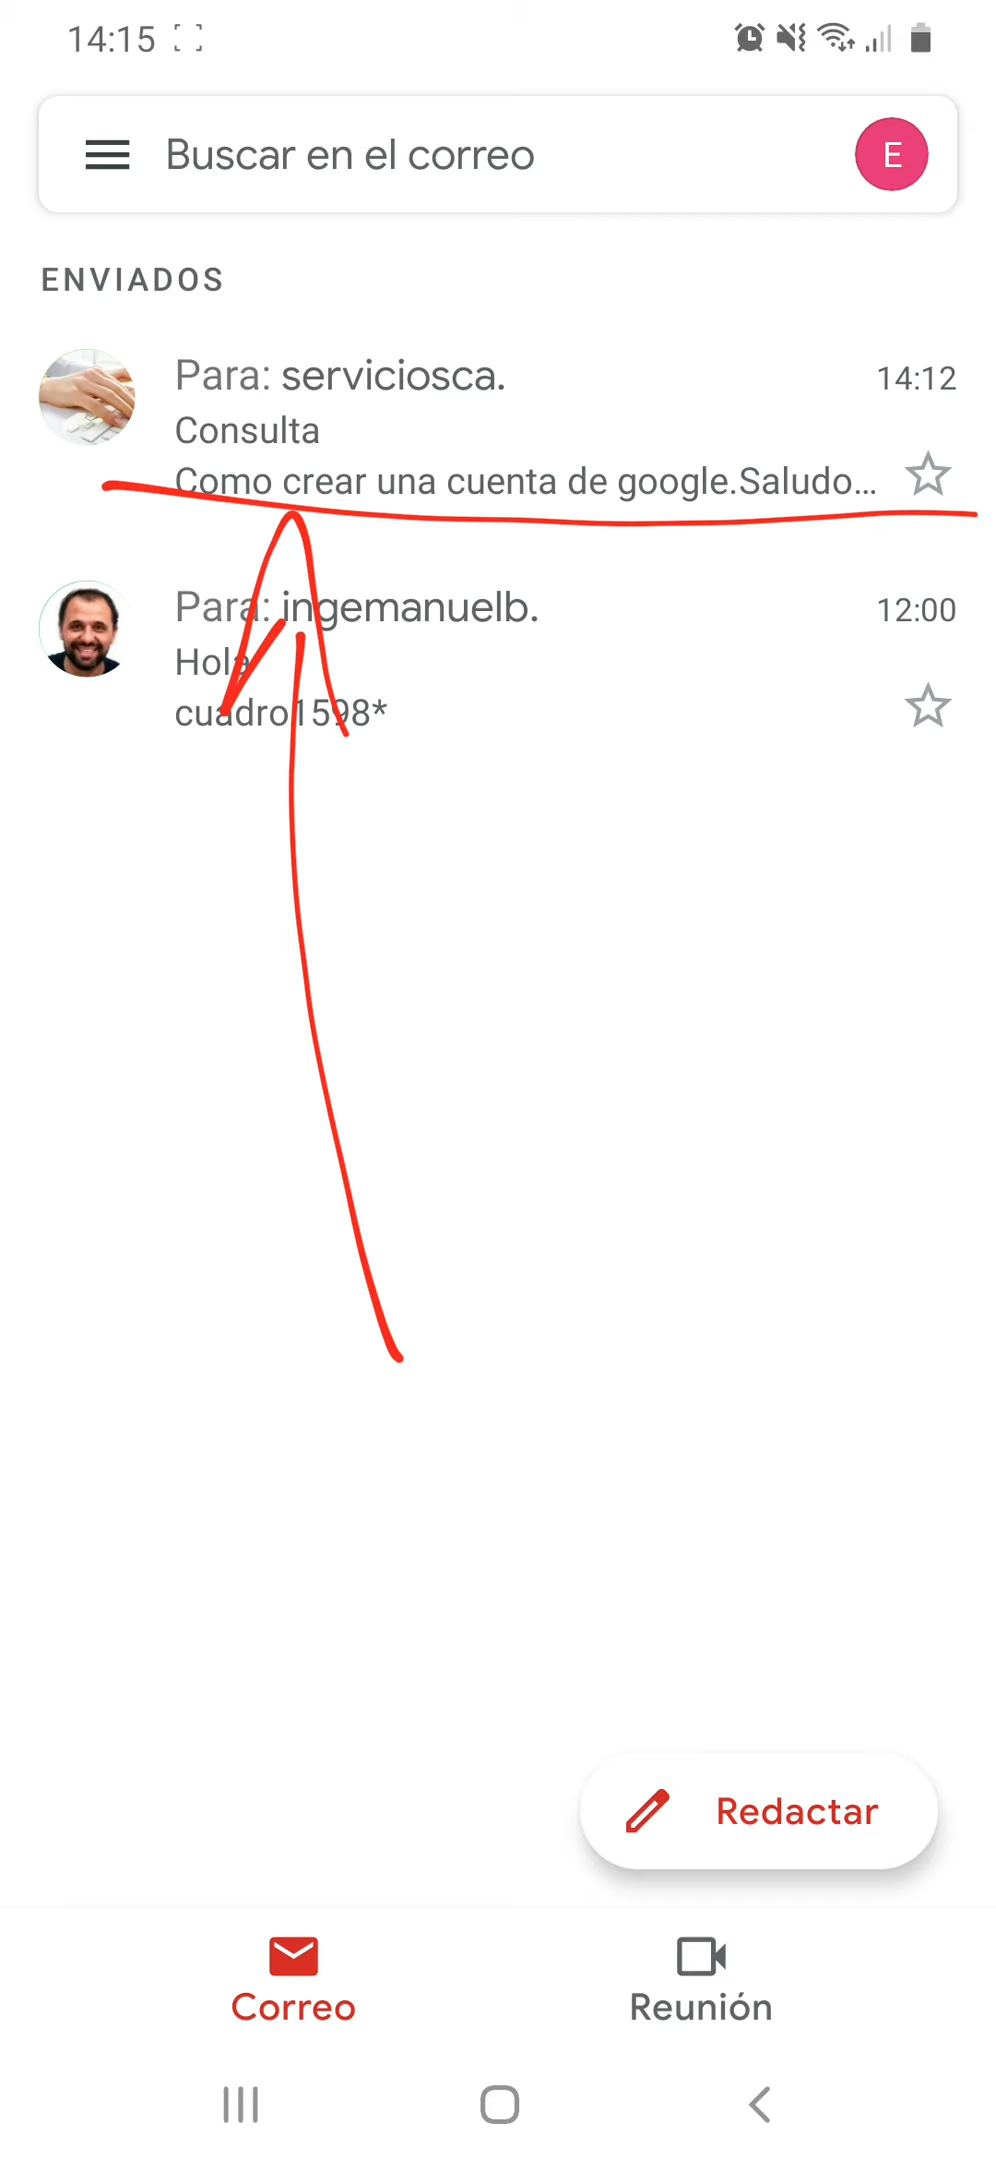 14:15
Buscar en el correo
E
ENVIADOS
Para: serviciosca.
14:12
Consulta
Como crear una cuenta de google.Saludo...
Para: ingemanuelb.
12:00
Hola
cuadro1598*
Redactar
Correo
Reunión